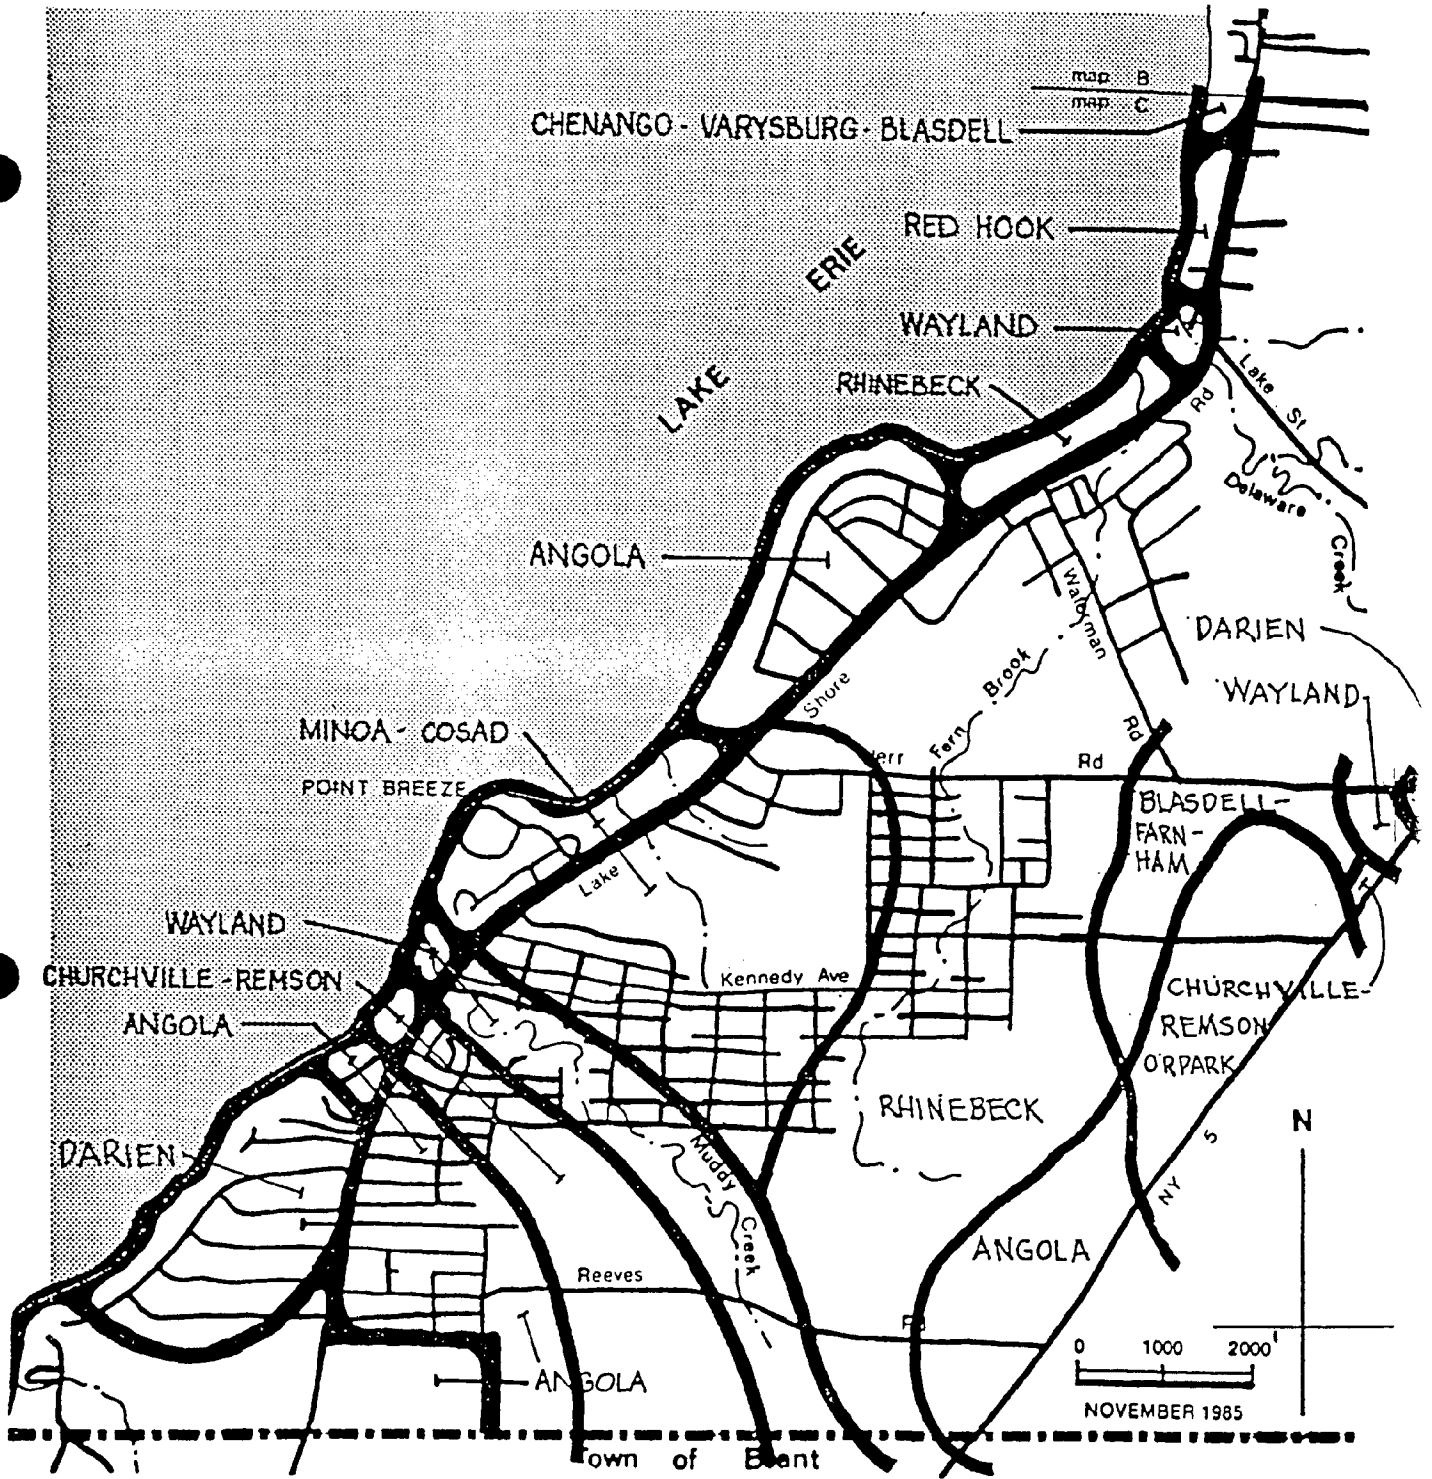 map B
map C
CHENANGO - VARYSBURG - BLASDELL
RED HOOK
LAKE ERIE
WAYLAND
RHINEBECK
Rd
Lake St
Delaware
Creek
ANGOLA
Waterman
Rd
DARIEN
WAYLAND
Fern Brook
Shore
MINOA - COSAD
POINT BREEZE
Rd
BLASDELL-
FARN-
HAM
Lake
WAYLAND
CHURCHVILLE - REMSON
ANGOLA
Kennedy Ave
CHURCHVILLE-
REMSON
O'RPARK
RHINEBECK
N
DARIEN
Muddy
Creek
NY 5
ANGOLA
Reeves
Rd
0 1000 2000'
ANGOLA
NOVEMBER 1985
Town of Brant